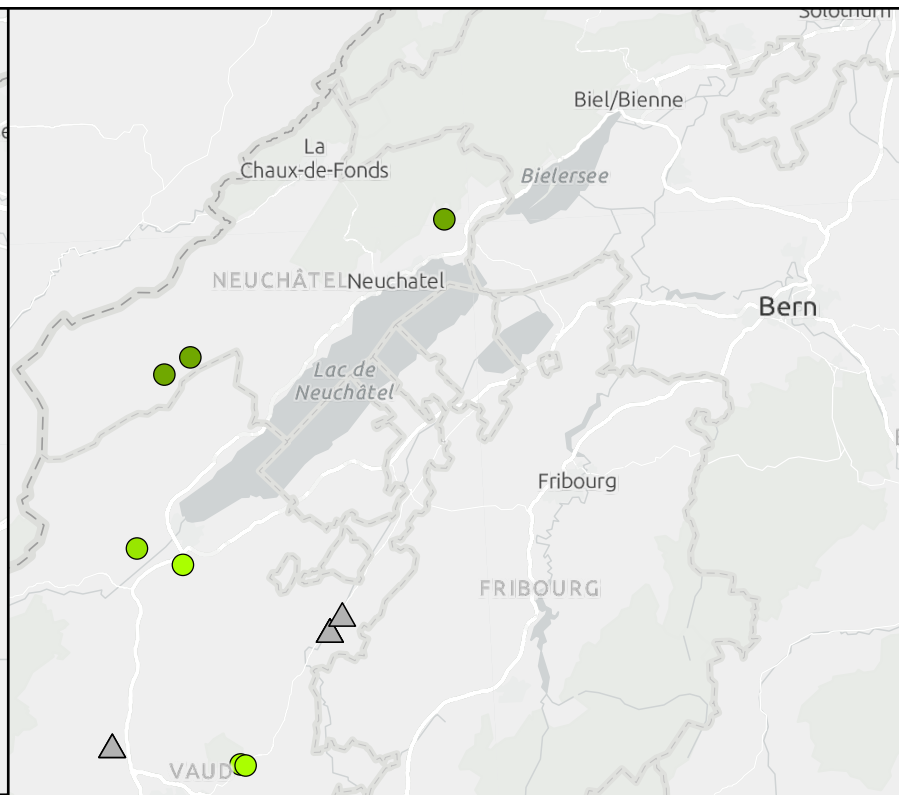 Solothurn
Biel/Bienne
La
Chaux-de-Fonds
Bielersee
NEUCHÂTEL
Neuchatel
Bern
Lac de
Neuchâtel
Fribourg
FRIBOURG
VAUD